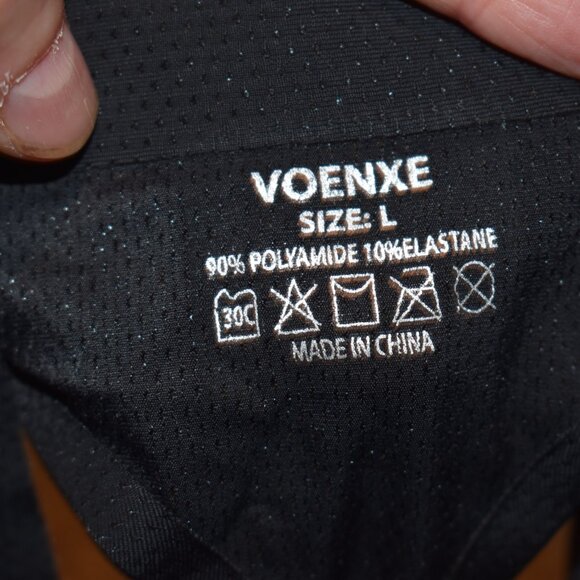 VOENXE
SIZE: L
90% POLYAMIDE 10%ELASTANE
30C
MADE IN CHINA